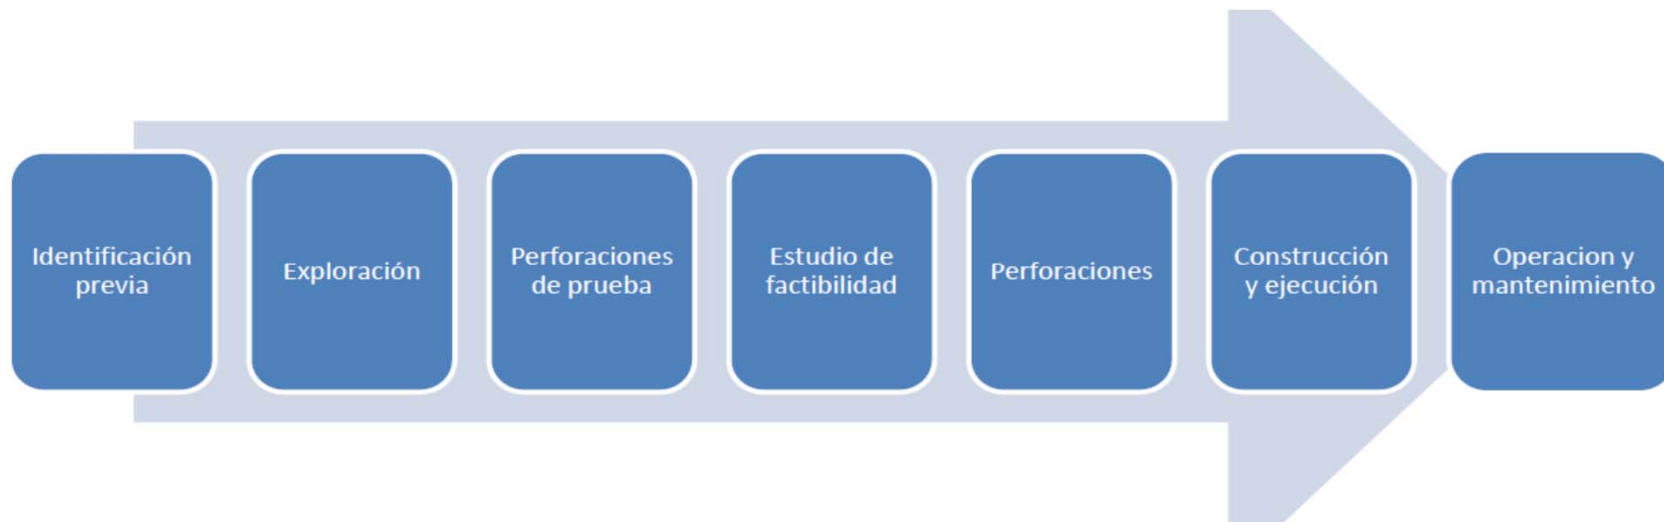 Identificación
previa
Exploración
Perforaciones
de prueba
Estudio de
factibilidad
Perforaciones
Construcción
y ejecución
Operacion y
mantenimiento